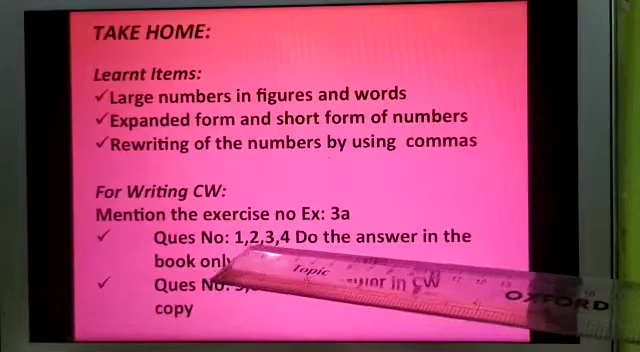 TAKE HOME:
Learnt Items:
✓Large numbers in figures and words
✓Expanded form and short form of numbers
✓Rewriting of the numbers by using commas
For Writing CW:
Mention the exercise no Ex: 3a
✓ Ques No: 1,2,3,4 Do the answer in the
book only
✓ Ques No: in CW
copy
Topic
OXFORD